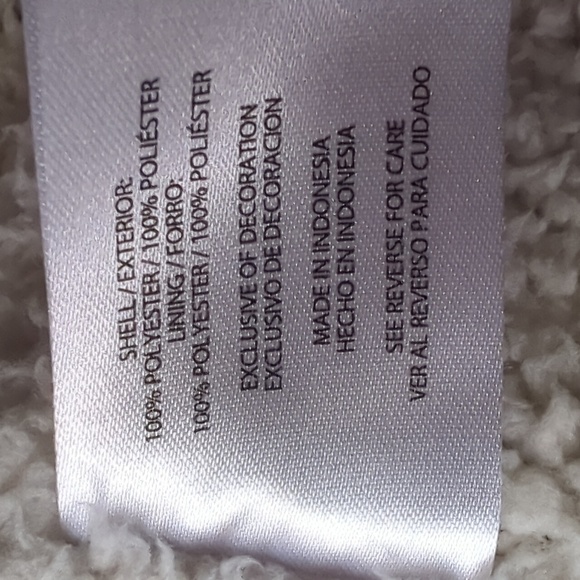 SHELL / EXTERIOR:
100% POLYESTER / 100% POLIÉSTER
LINING / FORRO:
100% POLYESTER / 100% POLIÉSTER
EXCLUSIVE OF DECORATION
EXCLUSIVO DE DECORACIÓN
MADE IN INDONESIA
HECHO EN INDONESIA
SEE REVERSE FOR CARE
VER AL REVERSO PARA CUIDADO